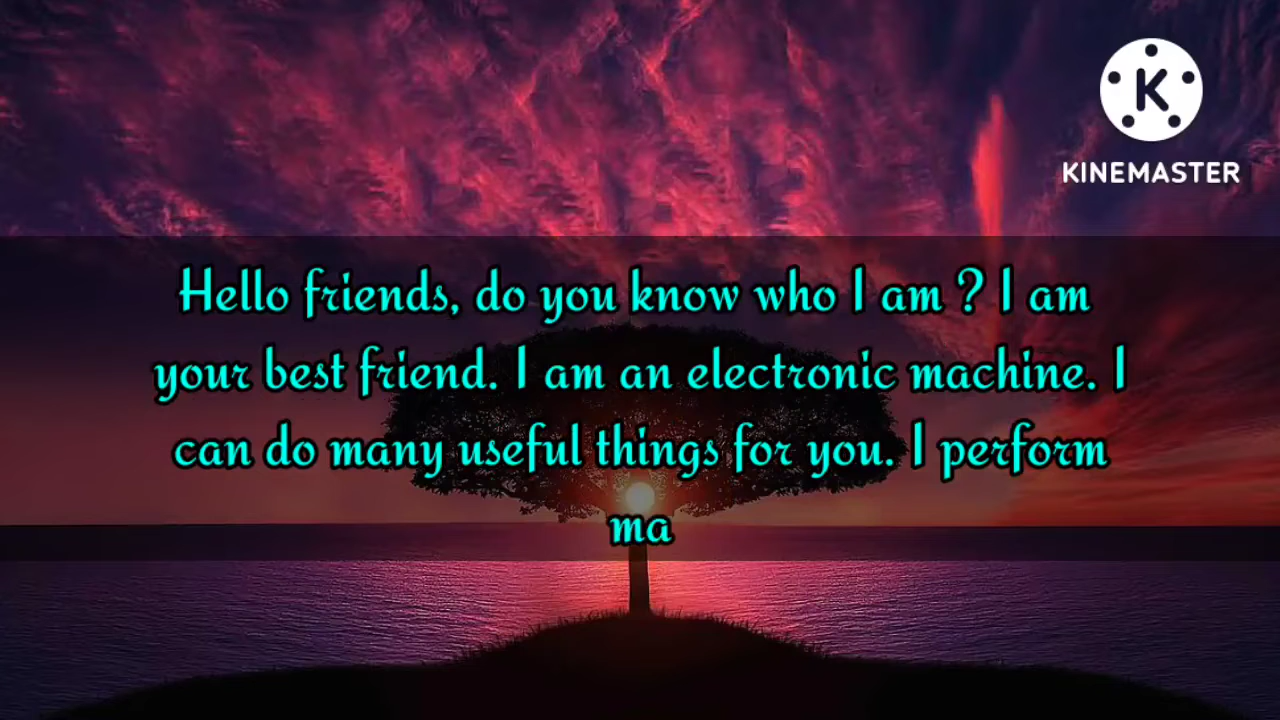 K
KINEMASTER
Hello friends, do you know who I am ? I am
your best friend. I am an electronic machine. I
can do many useful things for you. I perform
ma